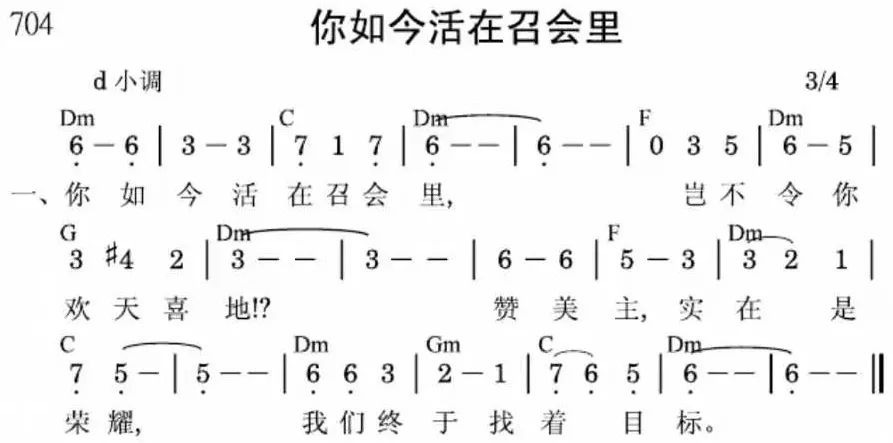 704 你如今活在召会里
d 小调 3/4
Dm C Dm F Dm
6 – 6 | 3 – 3 | 7 1 7 | 6 – – | 6 – – | 0 3 5 | 6 – 5 |
一、你 如 今 活 在 召 会 里, 岂 不 令 你
G Dm F Dm
3 #4 2 | 3 – – | 3 – – | 6 – 6 | 5 – 3 | 3 2 1 |
欢 天 喜 地!? 赞 美 主, 实 在 是
C Dm Gm C Dm
7 5 – | 5 – – | 6 6 3 | 2 – 1 | 7 6 5 | 6 – – | 6 – – ‖
荣 耀, 我 们 终 于 找 着 目 标。